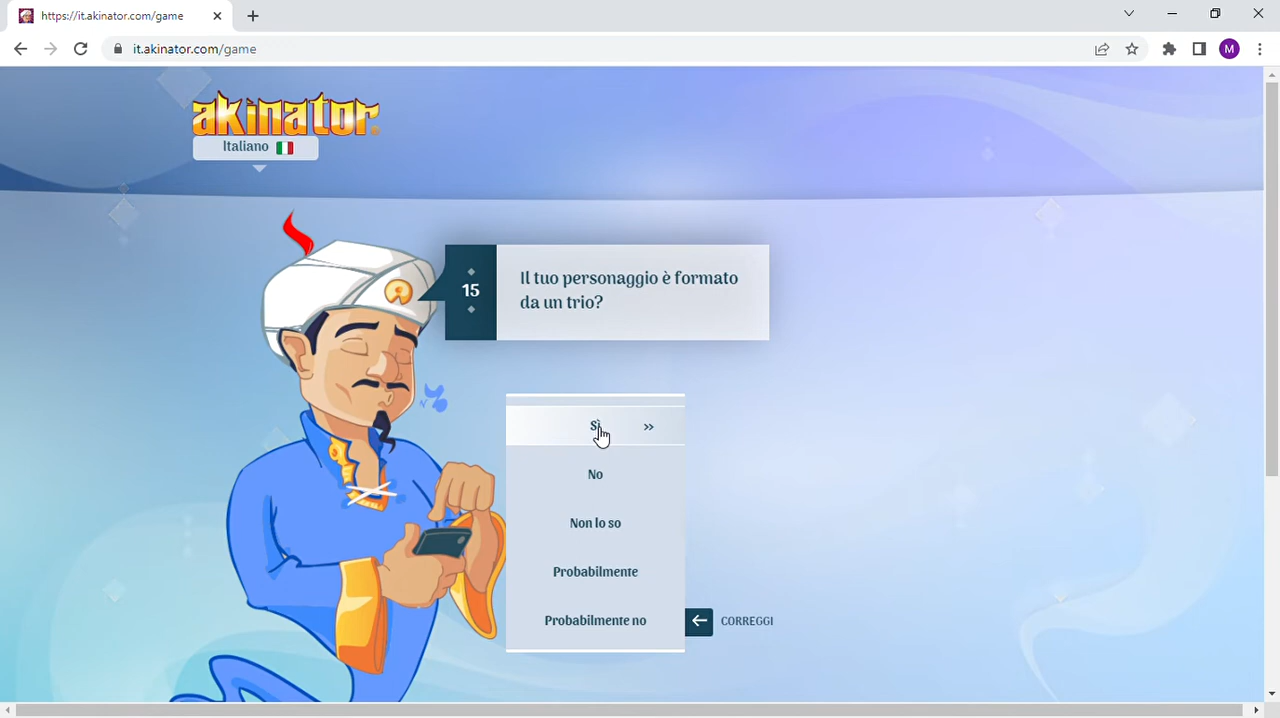 https://it.akinator.com/game
M
it.akinator.com/game
akinator
Italiano
15
Il tuo personaggio è formato
da un trio?
Sì
No
Non lo so
Probabilmente
Probabilmente no
CORREGGI